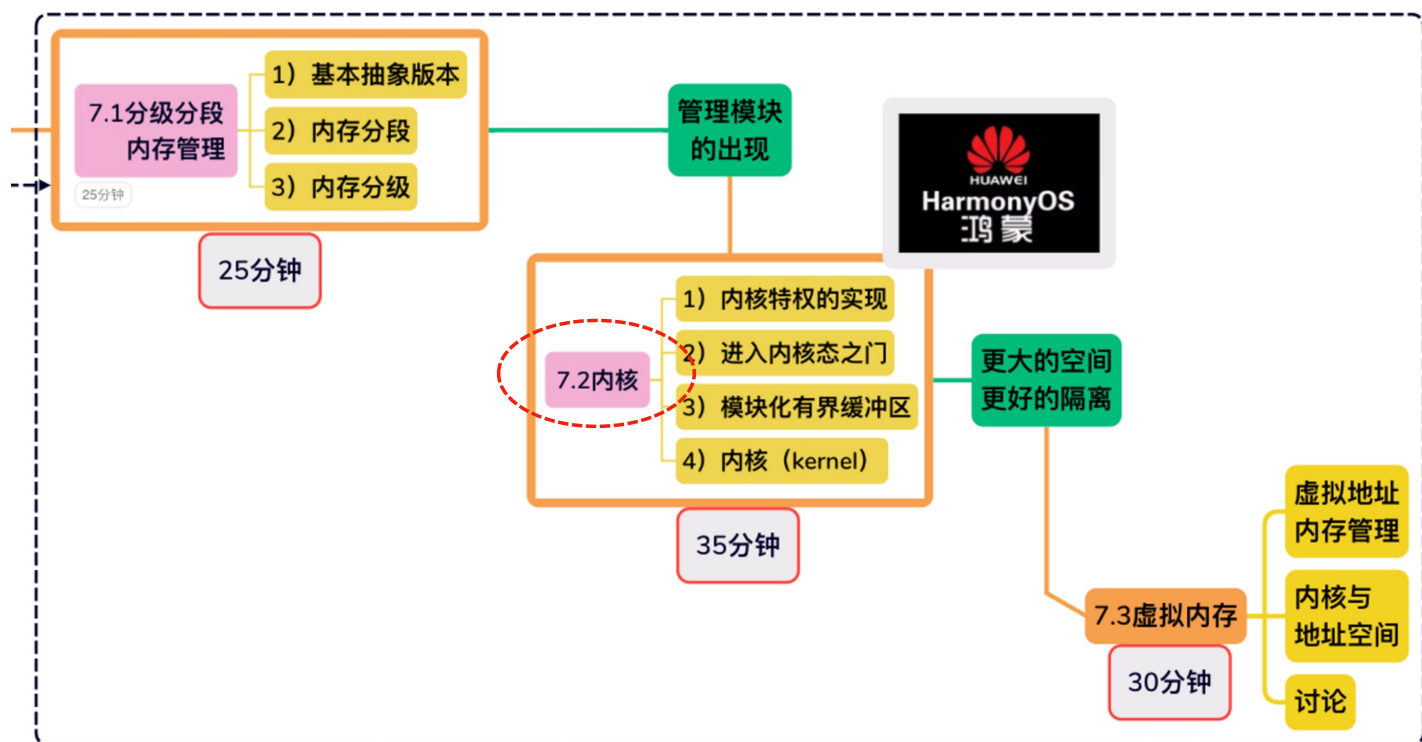 7.1分级分段
内存管理
25分钟
1）基本抽象版本
2）内存分段
3）内存分级
25分钟
管理模块
的出现
HUAWEI
HarmonyOS
鸿蒙
7.2内核
1）内核特权的实现
2）进入内核态之门
3）模块化有界缓冲区
4）内核（kernel）
35分钟
更大的空间
更好的隔离
7.3虚拟内存
30分钟
虚拟地址
内存管理
内核与
地址空间
讨论